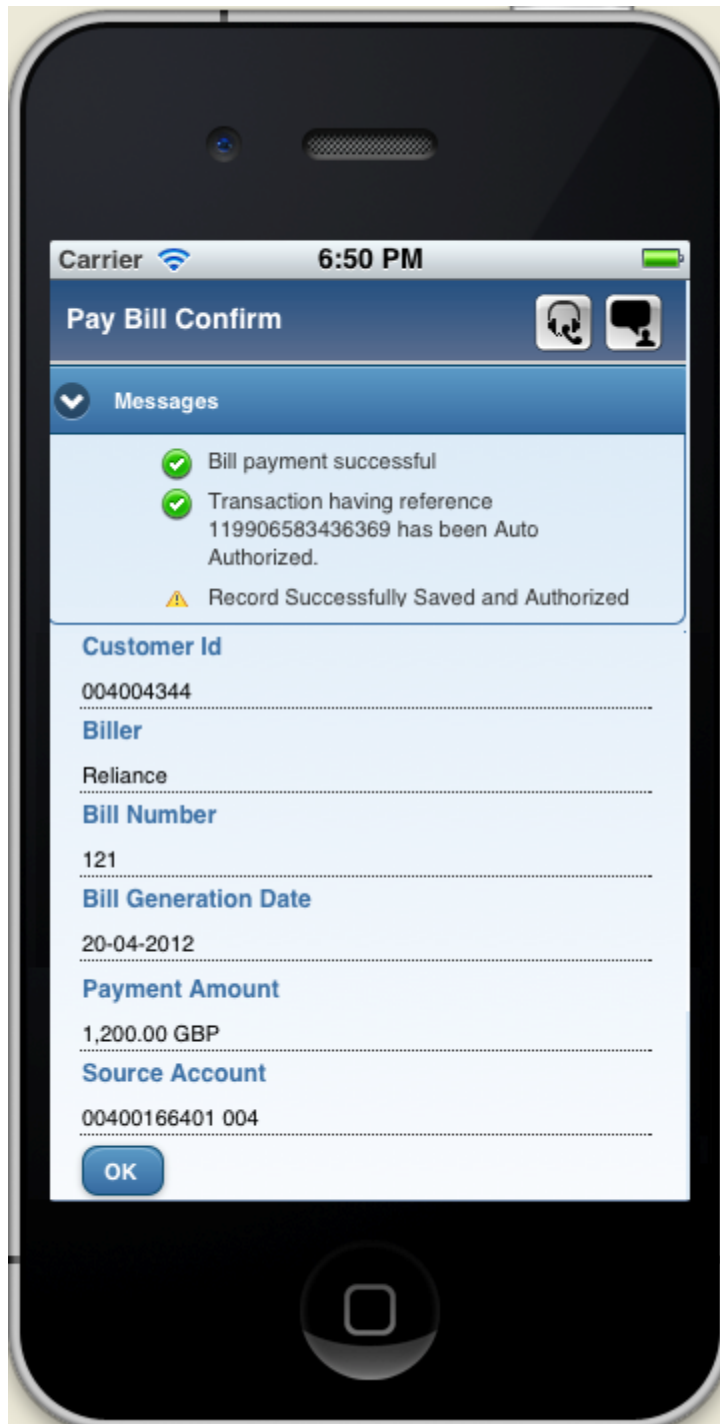 Carrier 6:50 PM
Pay Bill Confirm
Messages
Bill payment successful
Transaction having reference
119906583436369 has been Auto
Authorized.
Record Successfully Saved and Authorized
Customer Id
004004344
Biller
Reliance
Bill Number
121
Bill Generation Date
20-04-2012
Payment Amount
1,200.00 GBP
Source Account
00400166401 004
OK